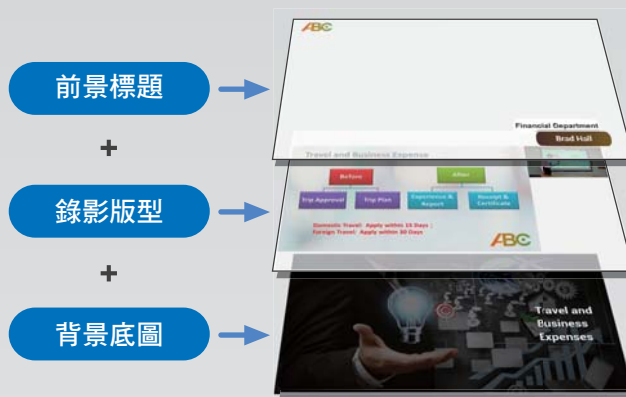 ABC
前景標題
Financial Department
Brad Hall
+
Travel and Business Expense
Before
After
錄影版型
Trip Approval
Trip Plan
Experience &
Report
Receipt &
Certificate
Domestic Travel: Apply within 15 Days ;
Foreign Travel: Apply within 30 Days
ABC
+
背景底圖
Travel and
Business
Expenses